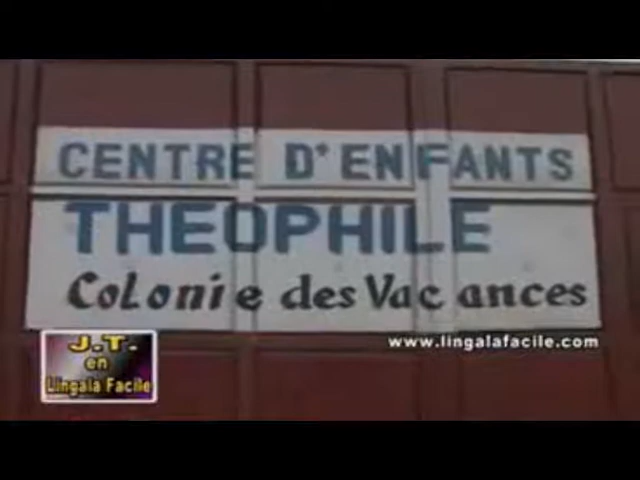 CENTRE D'ENFANTS
THEOPHILE
Colonie des Vacances
www.lingalafacile.com
J.T.
en
Lingala Facile